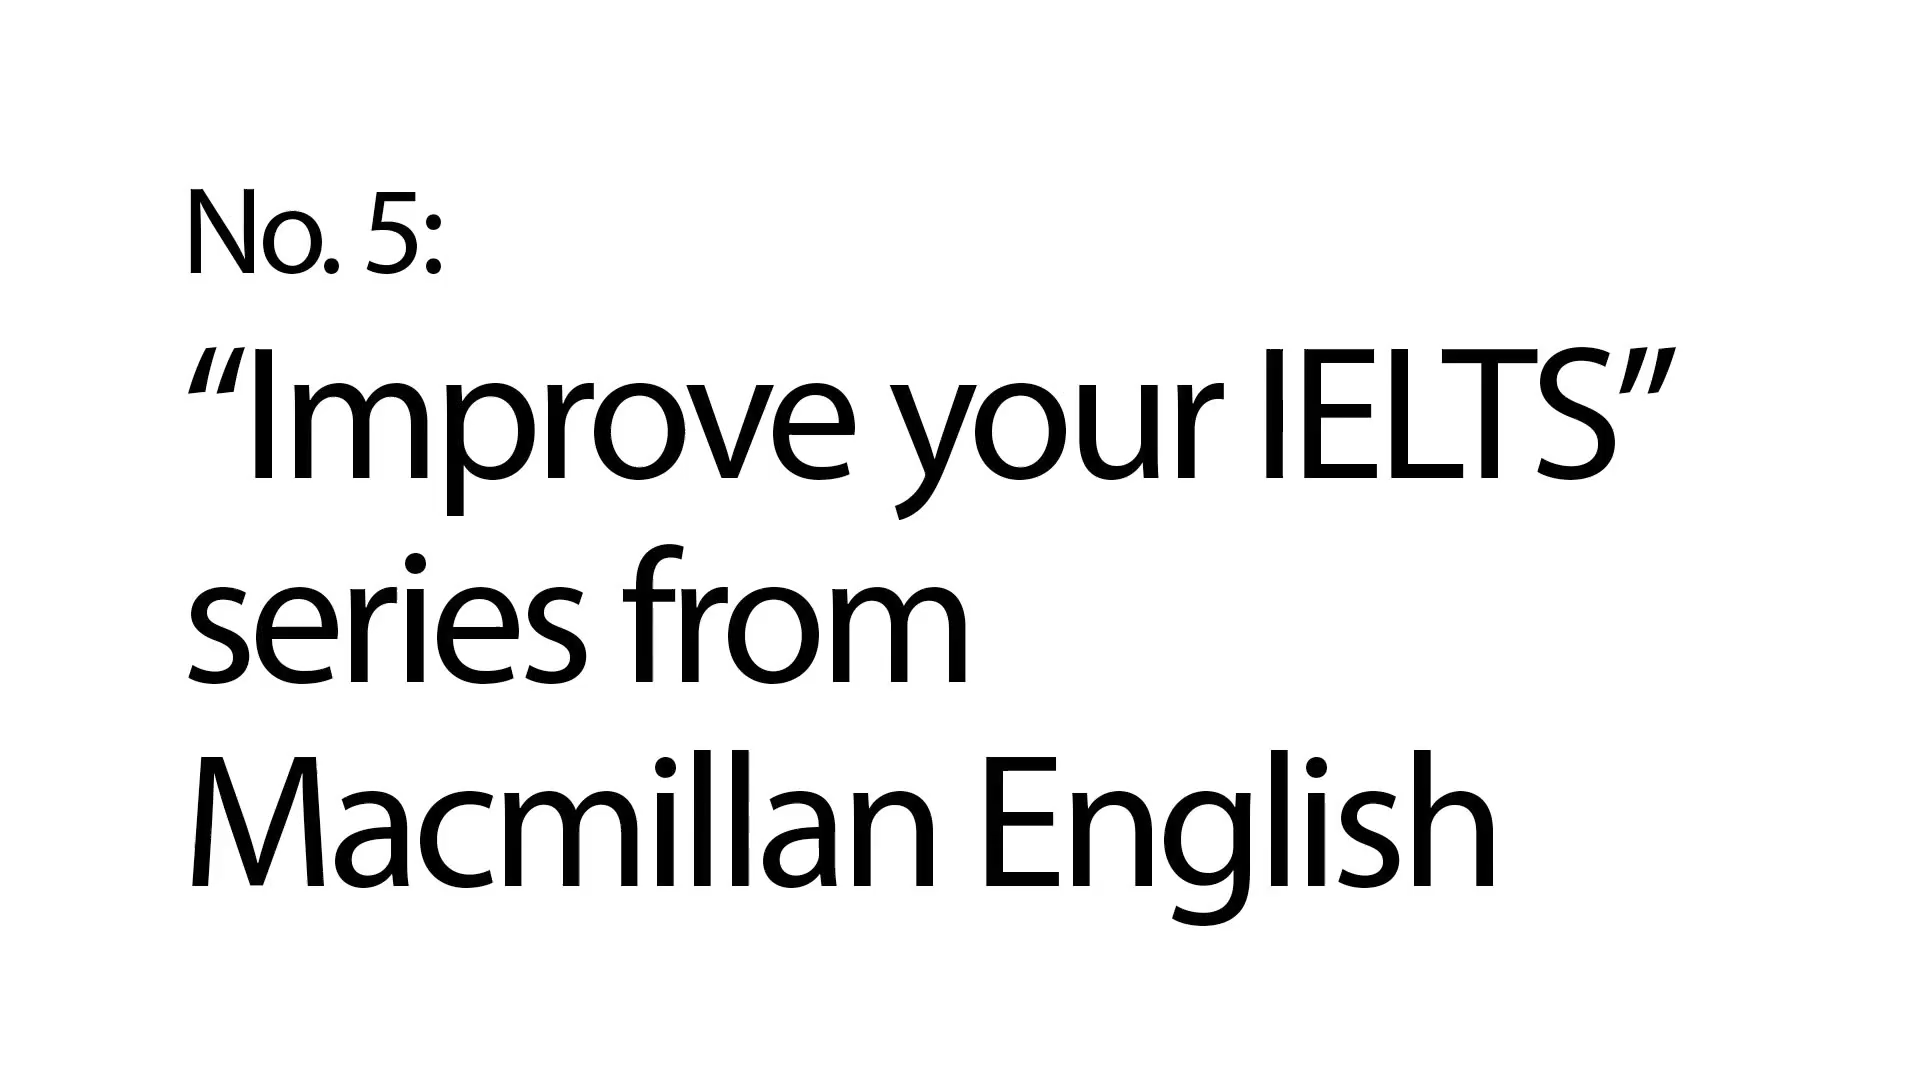 No. 5:
“Improve your IELTS”
series from
Macmillan English